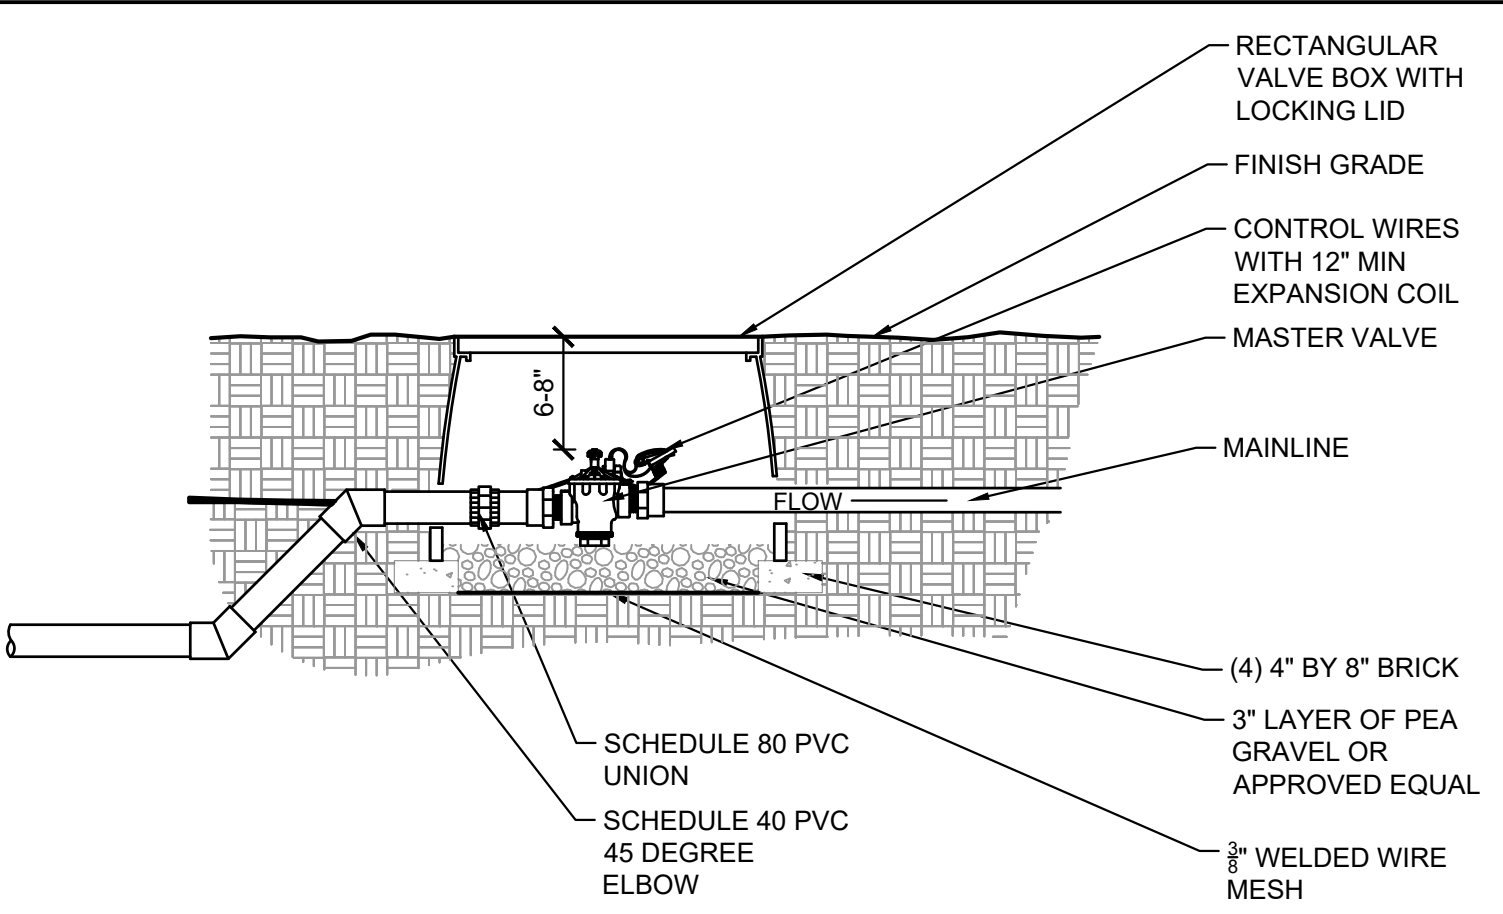 RECTANGULAR
VALVE BOX WITH
LOCKING LID
FINISH GRADE
CONTROL WIRES
WITH 12" MIN
EXPANSION COIL
MASTER VALVE
6-8"
MAINLINE
FLOW
(4) 4" BY 8" BRICK
3" LAYER OF PEA
GRAVEL OR
APPROVED EQUAL
SCHEDULE 80 PVC
UNION
SCHEDULE 40 PVC
45 DEGREE
ELBOW
3/8" WELDED WIRE
MESH